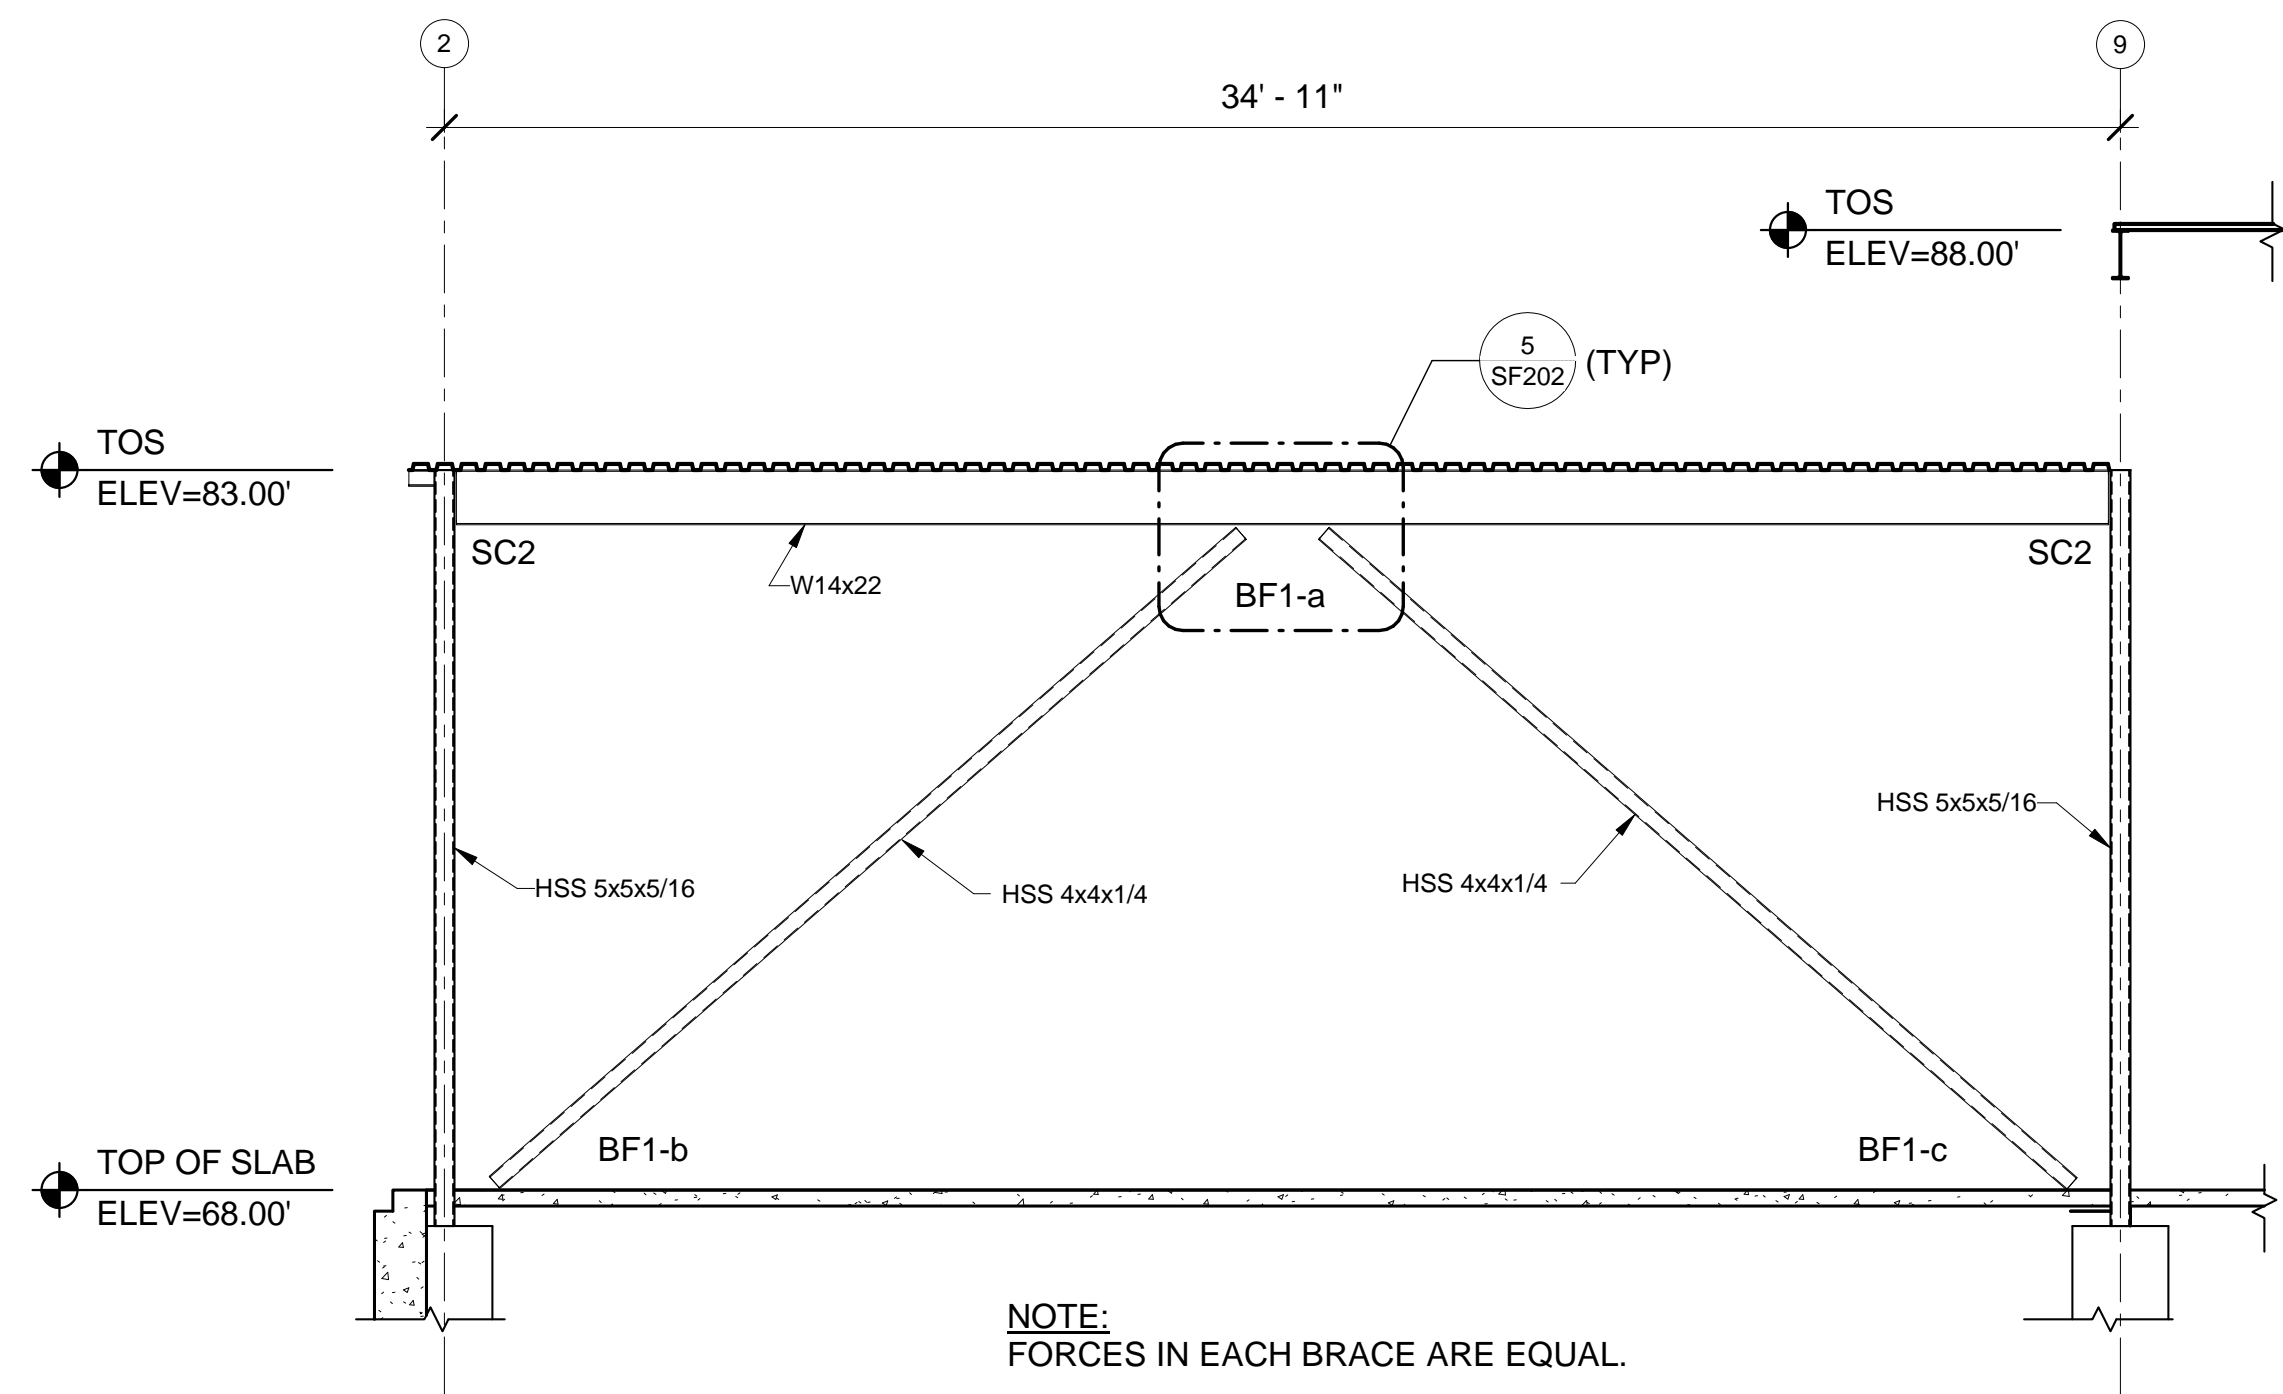 2
9
34' - 11"
TOS
ELEV=88.00'
5
SF202
(TYP)
TOS
ELEV=83.00'
SC2
SC2
W14x22
BF1-a
HSS 5x5x5/16
HSS 5x5x5/16
HSS 4x4x1/4
HSS 4x4x1/4
BF1-b
BF1-c
TOP OF SLAB
ELEV=68.00'
NOTE:
FORCES IN EACH BRACE ARE EQUAL.